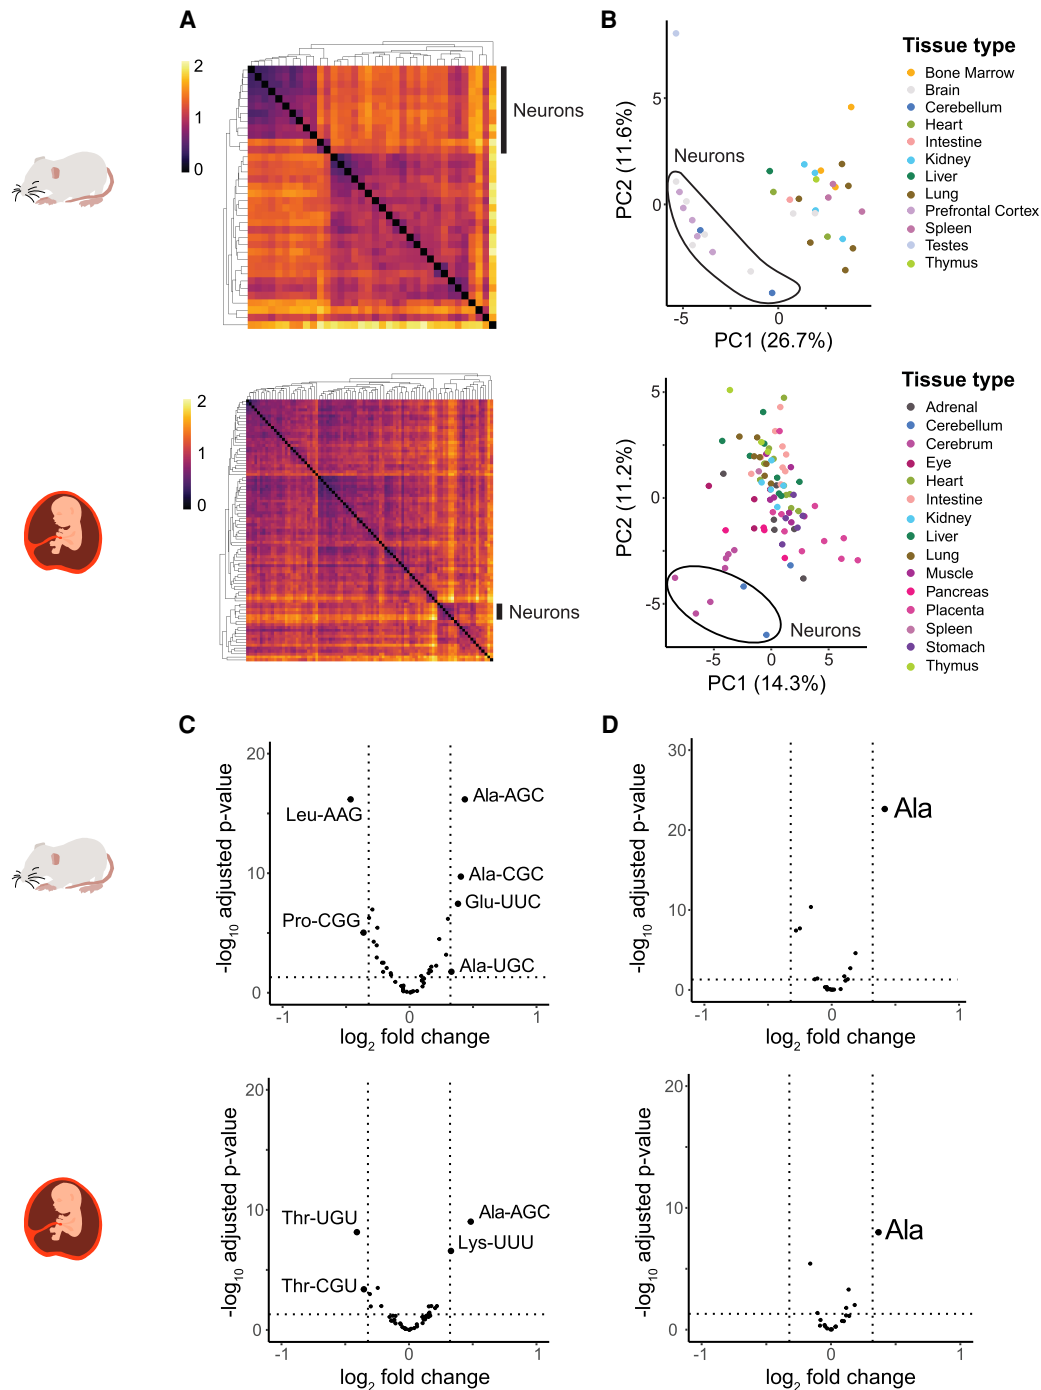 A
2
1
0
Neurons
B
PC2 (11.6%)
5
0
Neurons
-5
0
PC1 (26.7%)
Tissue type
Bone Marrow
Brain
Cerebellum
Heart
Intestine
Kidney
Liver
Lung
Prefrontal Cortex
Spleen
Testes
Thymus
2
1
0
Neurons
PC2 (11.2%)
5
0
-5
Neurons
-5
0
5
PC1 (14.3%)
Tissue type
Adrenal
Cerebellum
Cerebrum
Eye
Heart
Intestine
Kidney
Liver
Lung
Muscle
Pancreas
Placenta
Spleen
Stomach
Thymus
C
-log10 adjusted p-value
20
10
0
Leu-AAG
Ala-AGC
Ala-CGC
Glu-UUC
Pro-CGG
Ala-UGC
-1
0
1
log2 fold change
D
-log10 adjusted p-value
30
20
10
0
Ala
-1
0
1
log2 fold change
-log10 adjusted p-value
20
10
0
Thr-UGU
Ala-AGC
Lys-UUU
Thr-CGU
-1
0
1
log2 fold change
-log10 adjusted p-value
20
10
0
Ala
-1
0
1
log2 fold change